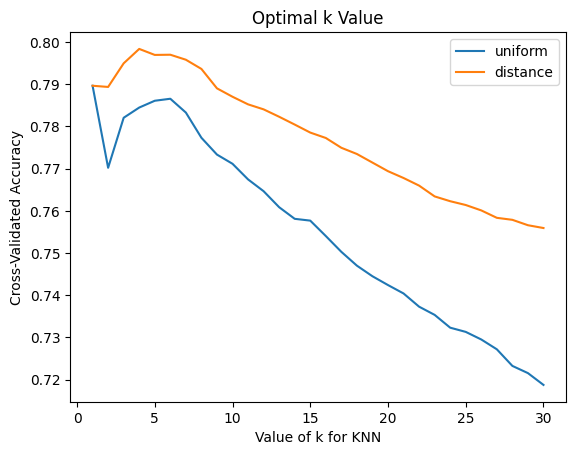 Optimal k Value
uniform
distance
Cross-Validated Accuracy
0.80
0.79
0.78
0.77
0.76
0.75
0.74
0.73
0.72
0 5 10 15 20 25 30
Value of k for KNN